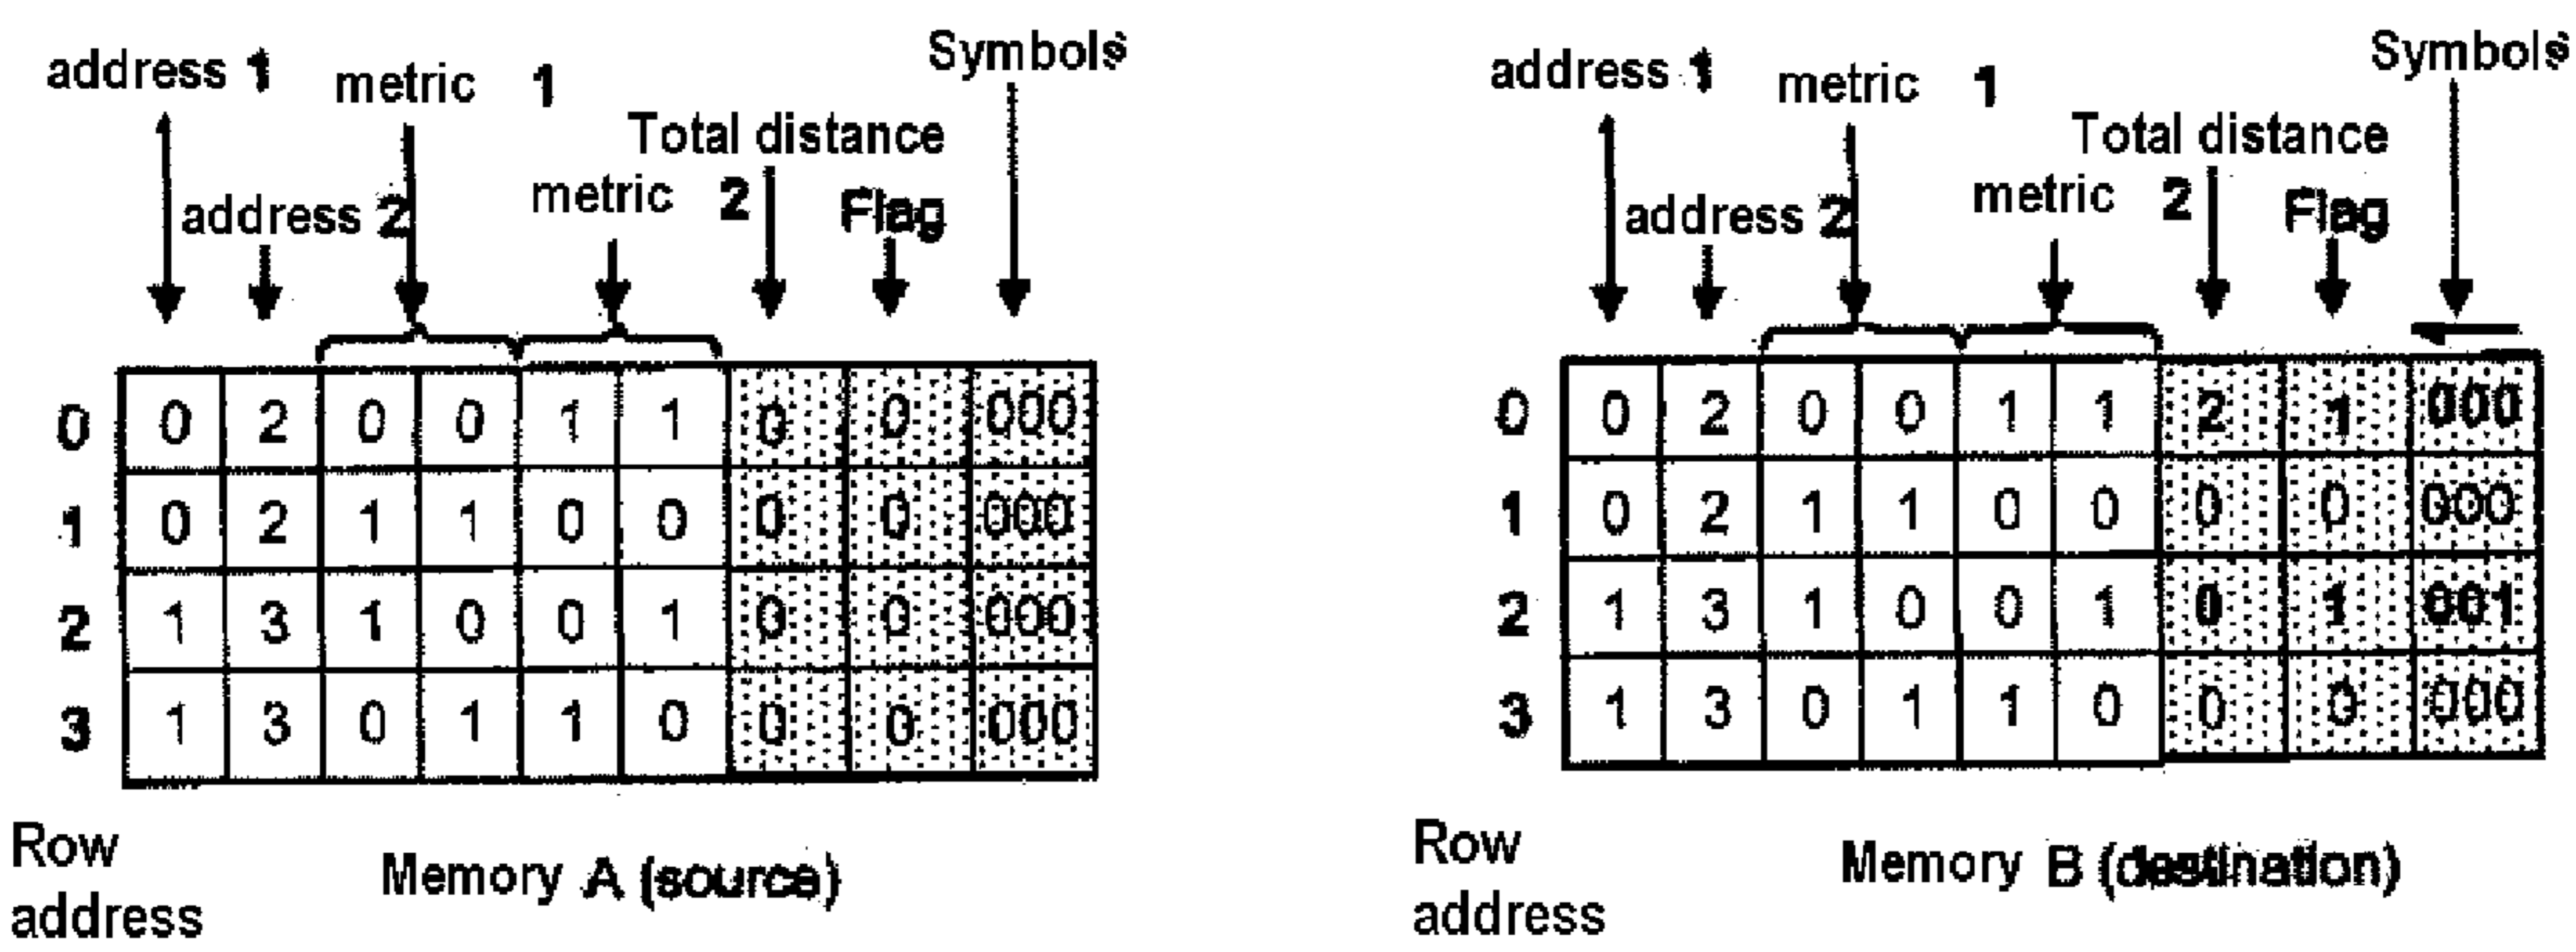 address 1
metric 1
Symbols
Total distance
address 2
metric 2
Flag
0 0 2 0 0 1 1 0 0 000
1 0 2 1 1 0 0 0 0 000
2 1 3 1 0 0 1 0 0 000
3 1 3 0 1 1 0 0 0 000
Row
address
Memory A (source)
address 1
metric 1
Symbols
Total distance
address 2
metric 2
Flag
0 0 2 0 0 1 1 2 1 000
1 0 2 1 1 0 0 0 0 000
2 1 3 1 0 0 1 0 1 001
3 1 3 0 1 1 0 0 0 000
Row
address
Memory B (destination)